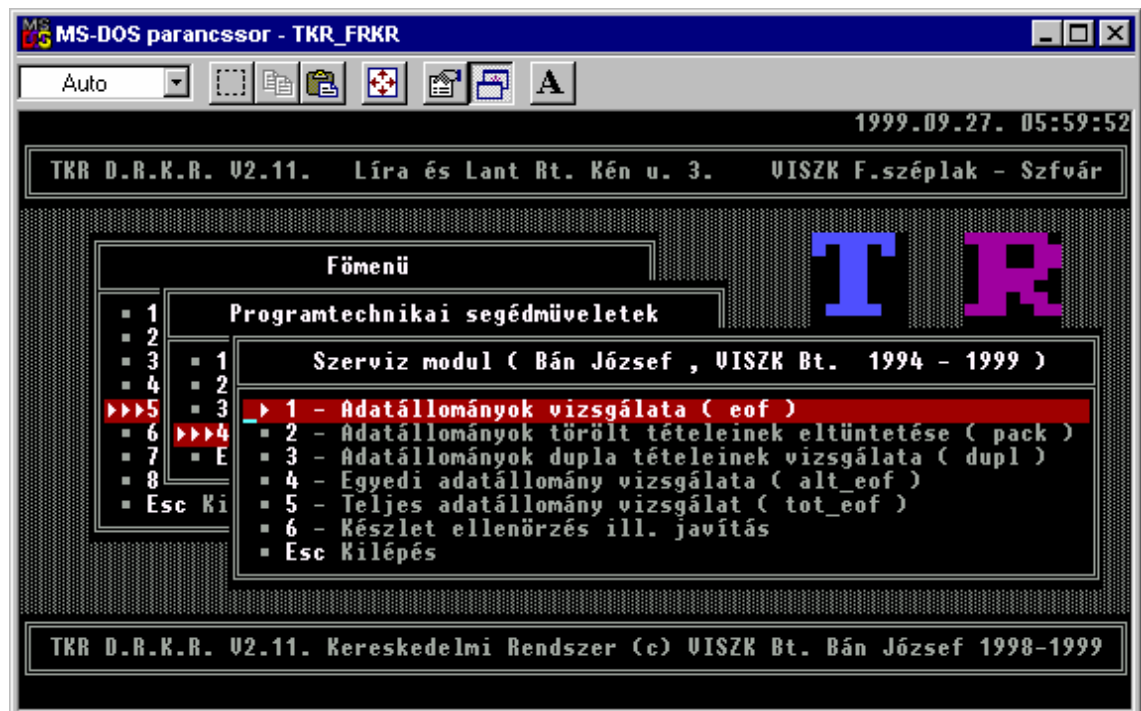 MS-DOS parancssor - TKR_FRKR
Auto
A
1999.09.27. 05:59:52
TKR D.R.K.R. V2.11. Líra és Lant Rt. Kén u. 3. VISZK F.széplak - Szfvár
T R
Fömenü
1
2
3
4
5
6
7
8
Esc Ki
Programtechnikai segédmüveletek
1
2
3
4
E
Szerviz modul ( Bán József , VISZK Bt. 1994 - 1999 )
1 - Adatállományok vizsgálata ( eof )
2 - Adatállományok törölt tételeinek eltüntetése ( pack )
3 - Adatállományok dupla tételeinek vizsgálata ( dupl )
4 - Egyedi adatállomány vizsgálata ( alt_eof )
5 - Teljes adatállomány vizsgálat ( tot_eof )
6 - Készlet ellenörzés ill. javítás
Esc Kilépés
TKR D.R.K.R. V2.11. Kereskedelmi Rendszer (c) VISZK Bt. Bán József 1998-1999